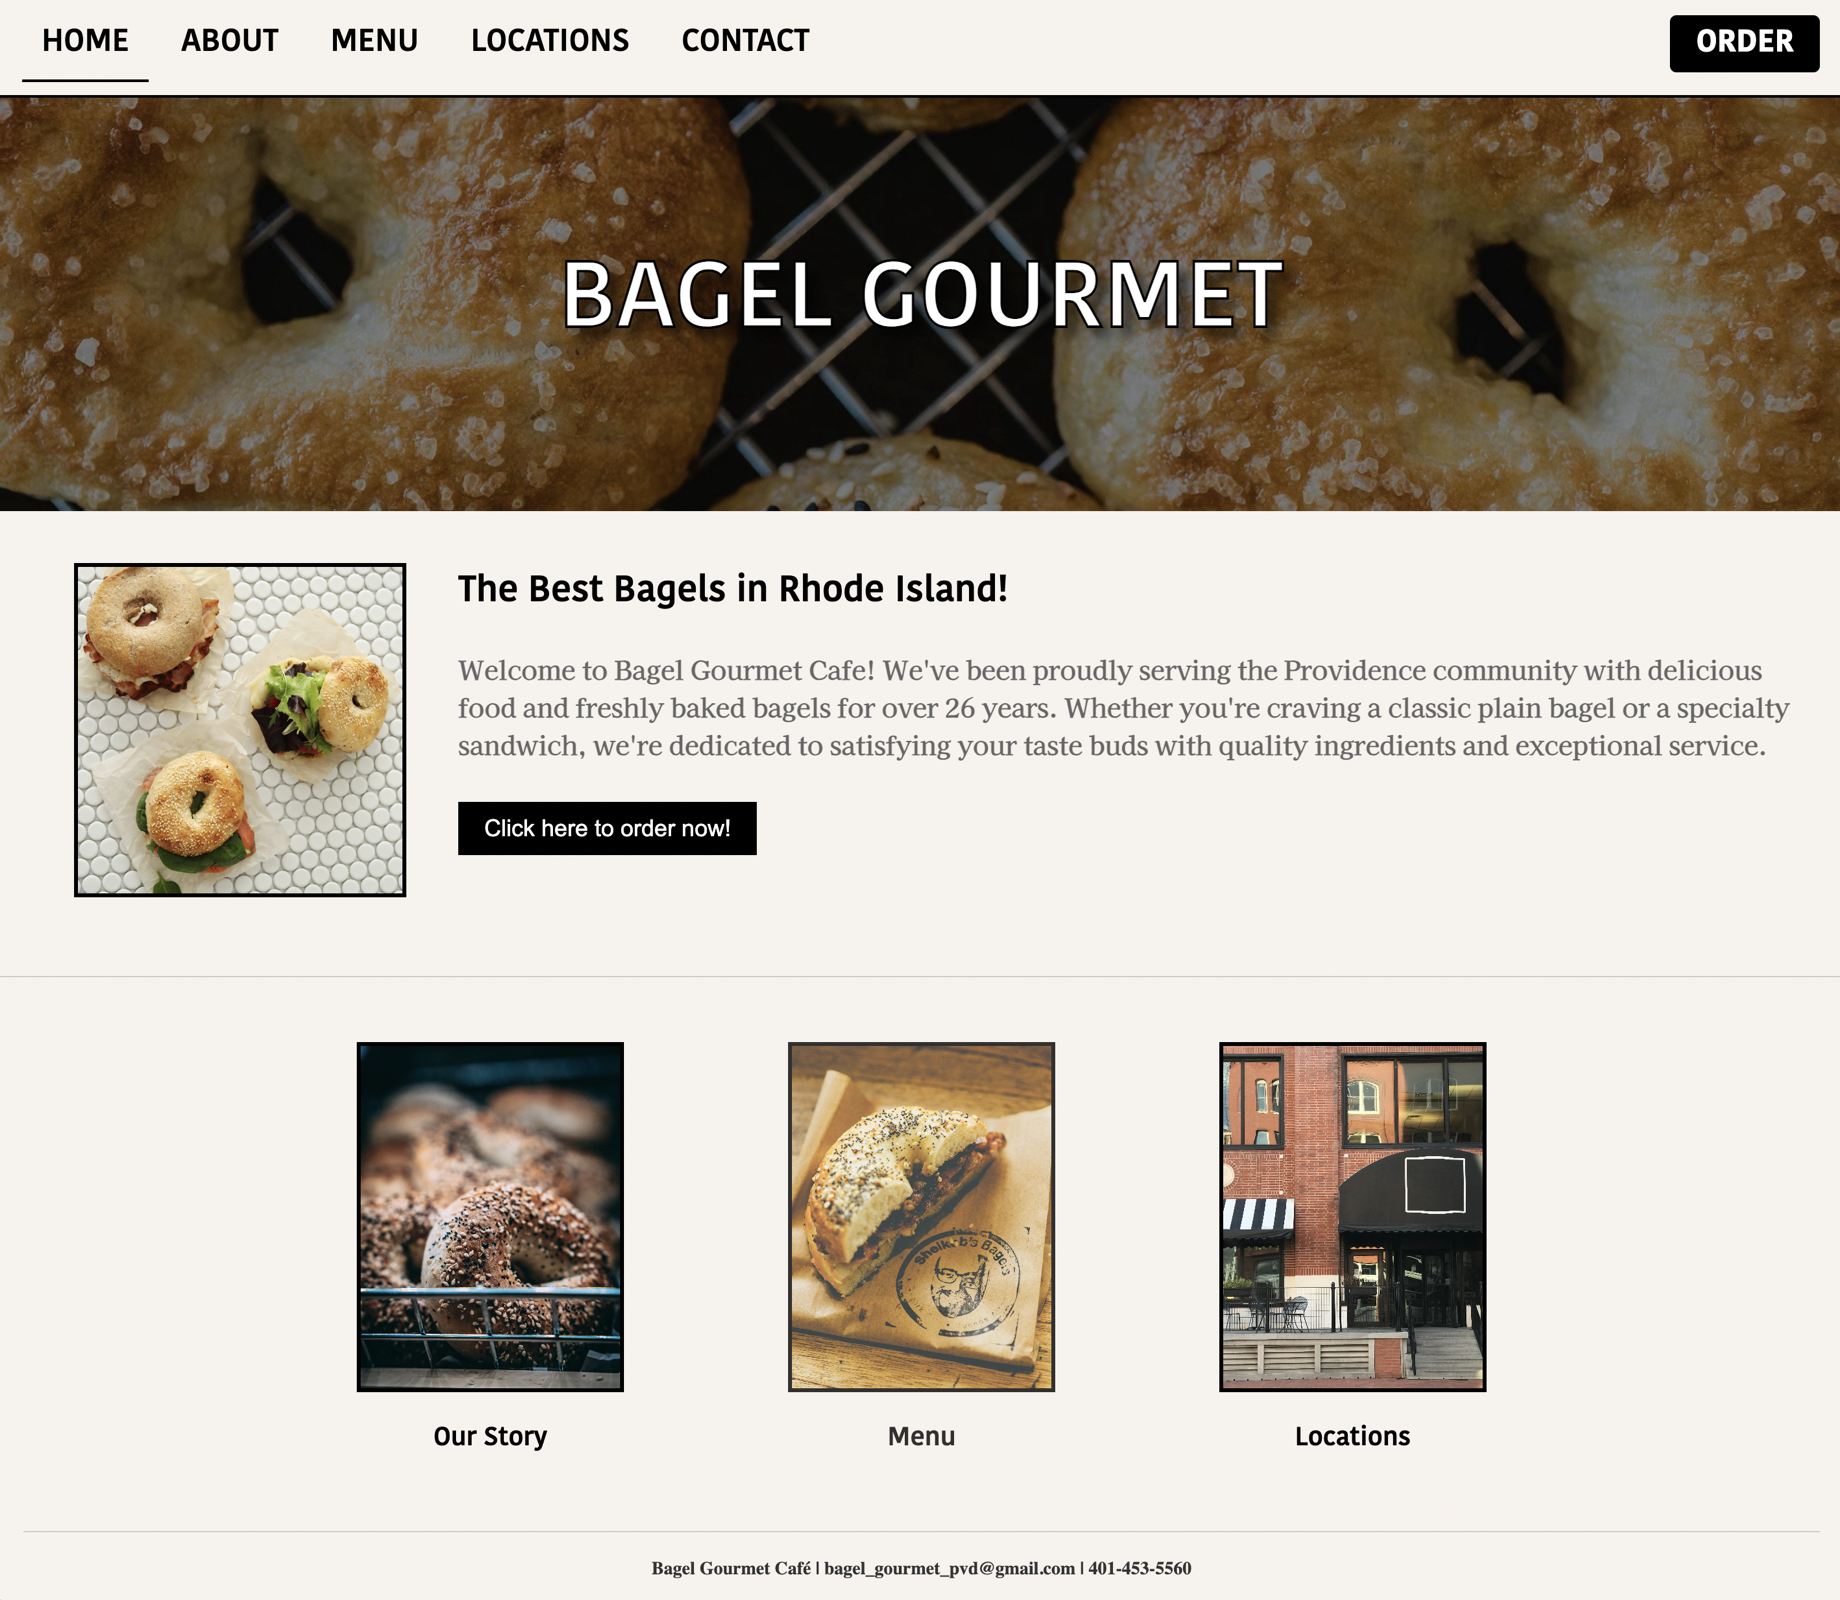 HOME ABOUT MENU LOCATIONS CONTACT ORDER
BAGEL GOURMET
The Best Bagels in Rhode Island!
Welcome to Bagel Gourmet Cafe! We've been proudly serving the Providence community with delicious
food and freshly baked bagels for over 26 years. Whether you're craving a classic plain bagel or a specialty
sandwich, we're dedicated to satisfying your taste buds with quality ingredients and exceptional service.
Click here to order now!
Bagels
Our Story Menu Locations
Bagel Gourmet Café | bagel_gourmet_pvd@gmail.com | 401-453-5560